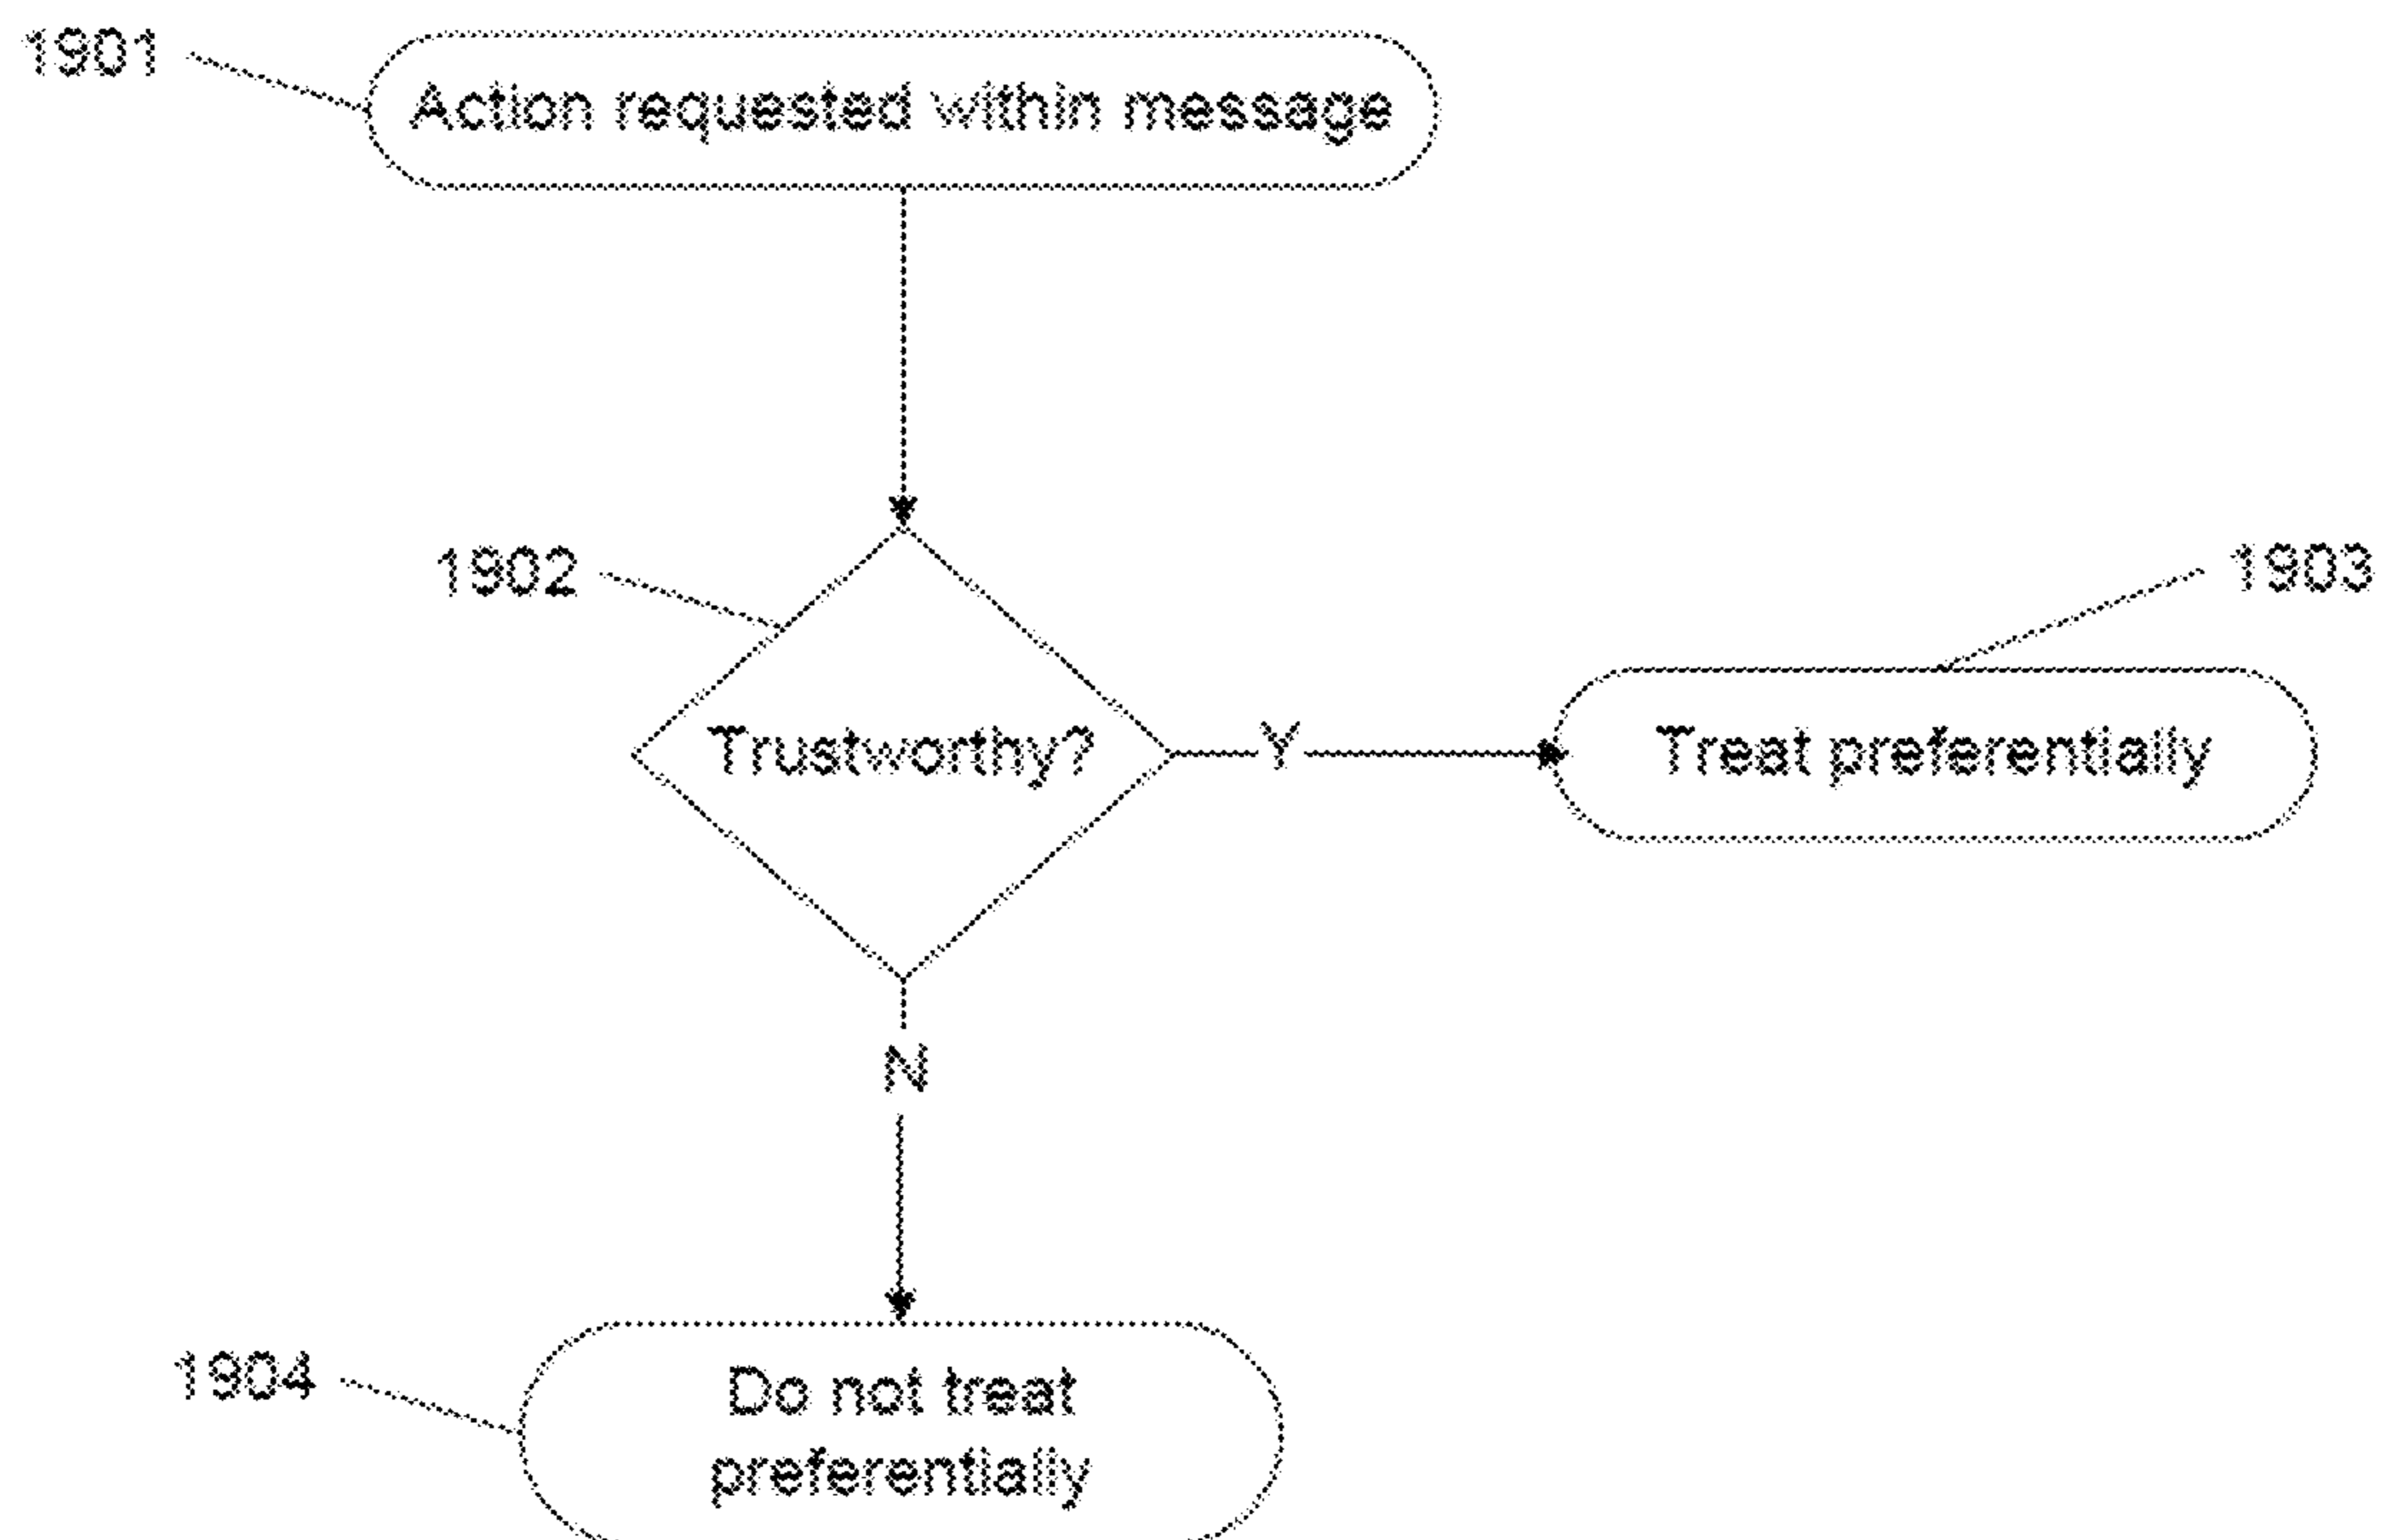 1901
Action requested within message
1902
1903
Trustworthy?
Y
Treat preferentially
N
1904
Do not treat
preferentially